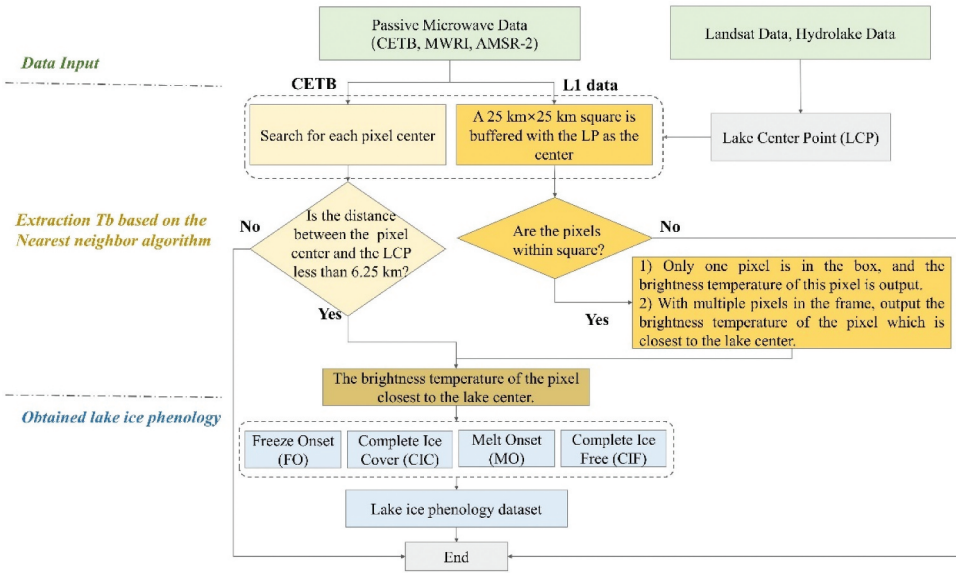 Passive Microwave Data
(CETB, MWRI, AMSR-2)
Landsat Data, Hydrolake Data
Data Input
CETB
L1 data
Search for each pixel center
A 25 km×25 km square is
buffered with the LP as the
center
Lake Center Point (LCP)
Extraction Tb based on the
Nearest neighbor algorithm
No
Is the distance
between the pixel
center and the LCP
less than 6.25 km?
Are the pixels
within square?
No
Yes
Yes
1) Only one pixel is in the box, and the
brightness temperature of this pixel is output.
2) With multiple pixels in the frame, output the
brightness temperature of the pixel which is
closest to the lake center.
The brightness temperature of the pixel
closest to the lake center.
Obtained lake ice phenology
Freeze Onset
(FO)
Complete Ice
Cover (CIC)
Melt Onset
(MO)
Complete Ice
Free (CIF)
Lake ice phenology dataset
End